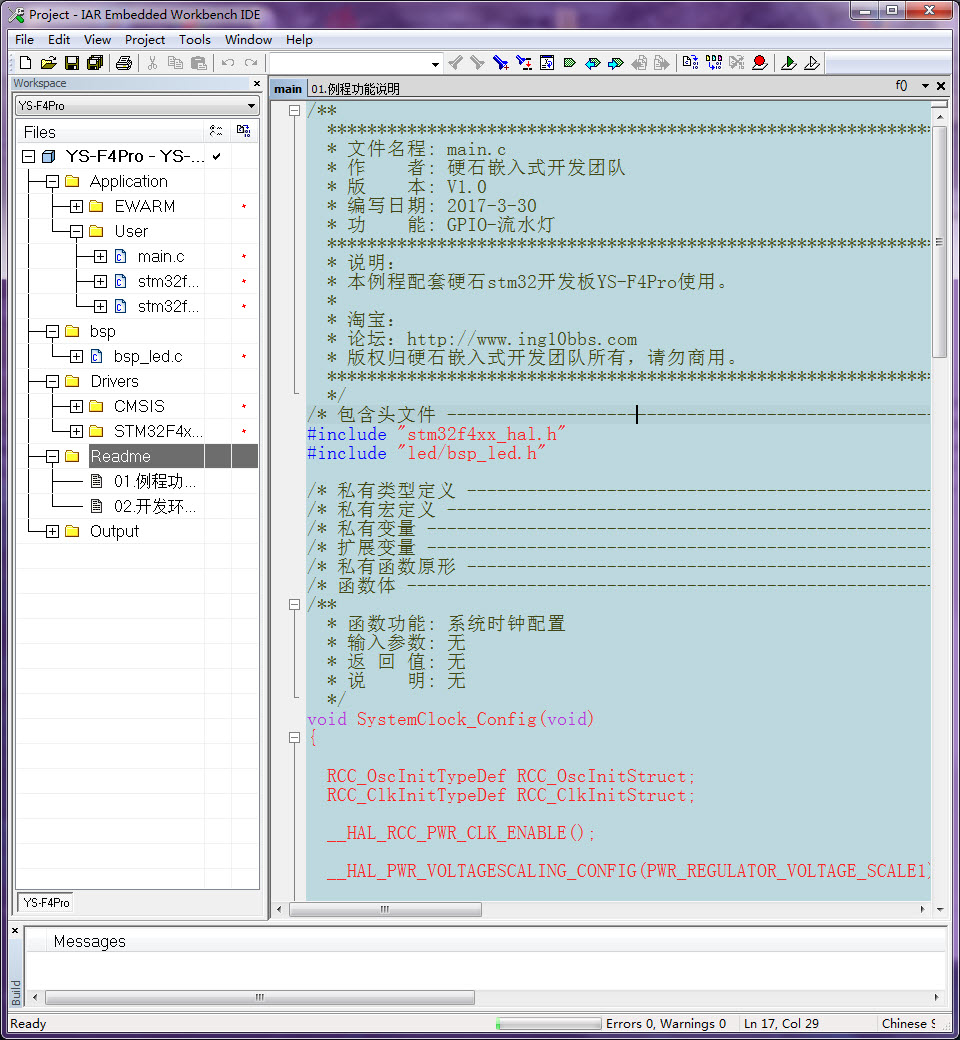 Project - IAR Embedded Workbench IDE
File Edit View Project Tools Window Help
Workspace
YS-F4Pro
Files
YS-F4Pro - YS-...
Application
EWARM
User
main.c
stm32f...
stm32f...
bsp
bsp_led.c
Drivers
CMSIS
STM32F4x...
Readme
01.例程功...
02.开发环...
Output
YS-F4Pro
main 01.例程功能说明 f()
/**
******************************************************************
* 文件名程: main.c
* 作    者: 硬石嵌入式开发团队
* 版    本: V1.0
* 编写日期: 2017-3-30
* 功    能: GPIO-流水灯
******************************************************************
* 说明:
* 本例程配套硬石stm32开发板YS-F4Pro使用。
*
* 淘宝:
* 论坛: http://www.ing10bbs.com
* 版权归硬石嵌入式开发团队所有，请勿商用。
******************************************************************
*/
/* 包含头文件 ------------------------------------------------
#include "stm32f4xx_hal.h"
#include "led/bsp_led.h"
/* 私有类型定义 ----------------------------------------------
/* 私有宏定义 ------------------------------------------------
/* 私有变量 --------------------------------------------------
/* 扩展变量 --------------------------------------------------
/* 私有函数原形 ----------------------------------------------
/* 函数体 ----------------------------------------------------
/**
* 函数功能: 系统时钟配置
* 输入参数: 无
* 返 回 值: 无
* 说    明: 无
*/
void SystemClock_Config(void)
{
RCC_OscInitTypeDef RCC_OscInitStruct;
RCC_ClkInitTypeDef RCC_ClkInitStruct;
__HAL_RCC_PWR_CLK_ENABLE();
__HAL_PWR_VOLTAGESCALING_CONFIG(PWR_REGULATOR_VOLTAGE_SCALE1)
Messages
Build
Ready Errors 0, Warnings 0 Ln 17, Col 29 Chinese S